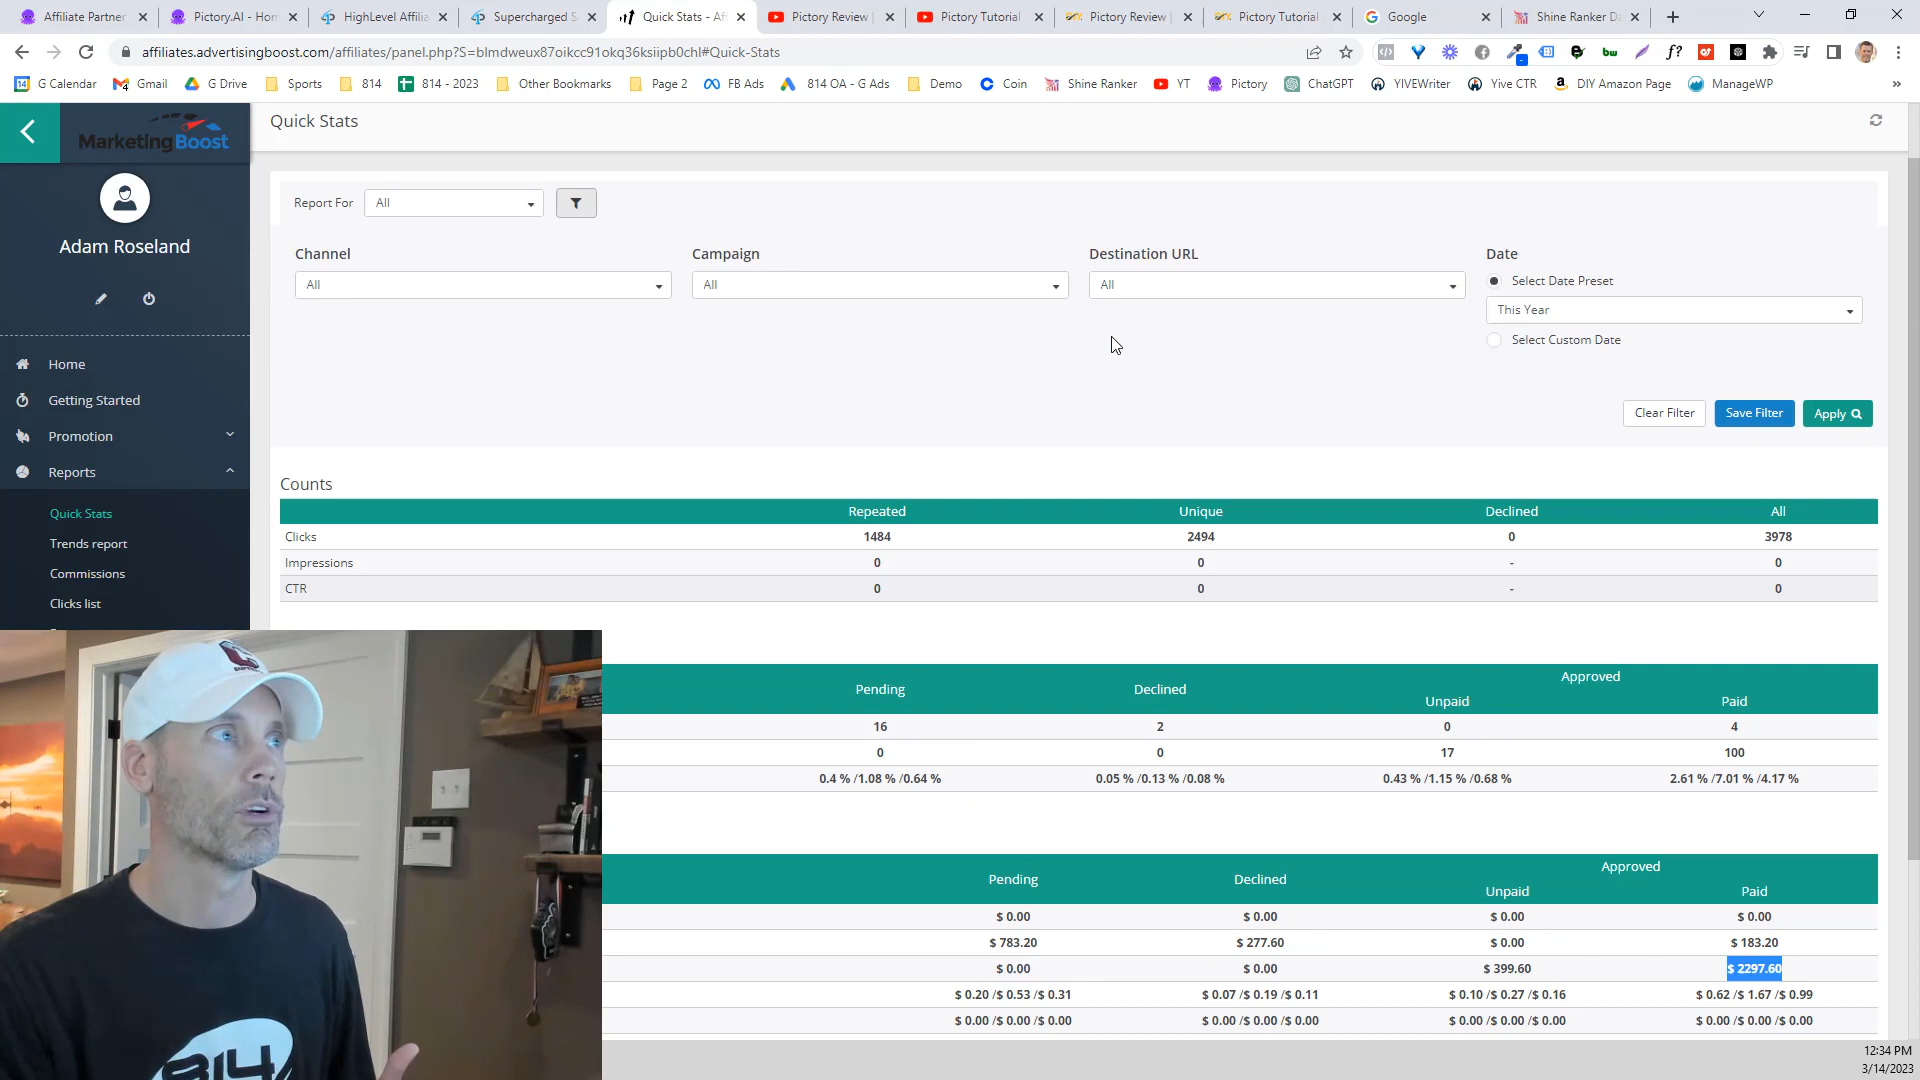 Affiliate Partner
Pictory.AI - Hom
HighLevel Affilia
Supercharged S
Quick Stats - Af
Pictory Review |
Pictory Tutorial
Pictory Review |
Pictory Tutorial
Google
Shine Ranker Da
affiliates.advertisingboost.com/affiliates/panel.php?S=blmdweux87oikcc91okq36ksiipb0chl#Quick-Stats
G Calendar
Gmail
G Drive
Sports
814
814 - 2023
Other Bookmarks
Page 2
FB Ads
814 OA - G Ads
Demo
Coin
Shine Ranker
YT
Pictory
ChatGPT
YIVEWriter
Yive CTR
DIY Amazon Page
ManageWP
MarketingBoost
Adam Roseland
Home
Getting Started
Promotion
Reports
Quick Stats
Trends report
Commissions
Clicks list
Quick Stats
Report For All
Channel Campaign Destination URL Date
All All All
Select Date Preset
This Year
Select Custom Date
Clear Filter Save Filter Apply
Counts
Repeated Unique Declined All
Clicks 1484 2494 0 3978
Impressions 0 0 - 0
CTR 0 0 - 0
Pending Declined Approved
Unpaid Paid
16 2 0 4
0 0 17 100
0.4 % /1.08 % /0.64 % 0.05 % /0.13 % /0.08 % 0.43 % /1.15 % /0.68 % 2.61 % /7.01 % /4.17 %
Pending Declined Approved
Unpaid Paid
$ 0.00 $ 0.00 $ 0.00 $ 0.00
$ 783.20 $ 277.60 $ 0.00 $ 183.20
$ 0.00 $ 0.00 $ 399.60 $ 2297.60
$ 0.20 /$ 0.53 /$ 0.31 $ 0.07 /$ 0.19 /$ 0.11 $ 0.10 /$ 0.27 /$ 0.16 $ 0.62 /$ 1.67 /$ 0.99
$ 0.00 /$ 0.00 /$ 0.00 $ 0.00 /$ 0.00 /$ 0.00 $ 0.00 /$ 0.00 /$ 0.00 $ 0.00 /$ 0.00 /$ 0.00
814
12:34 PM
3/14/2023